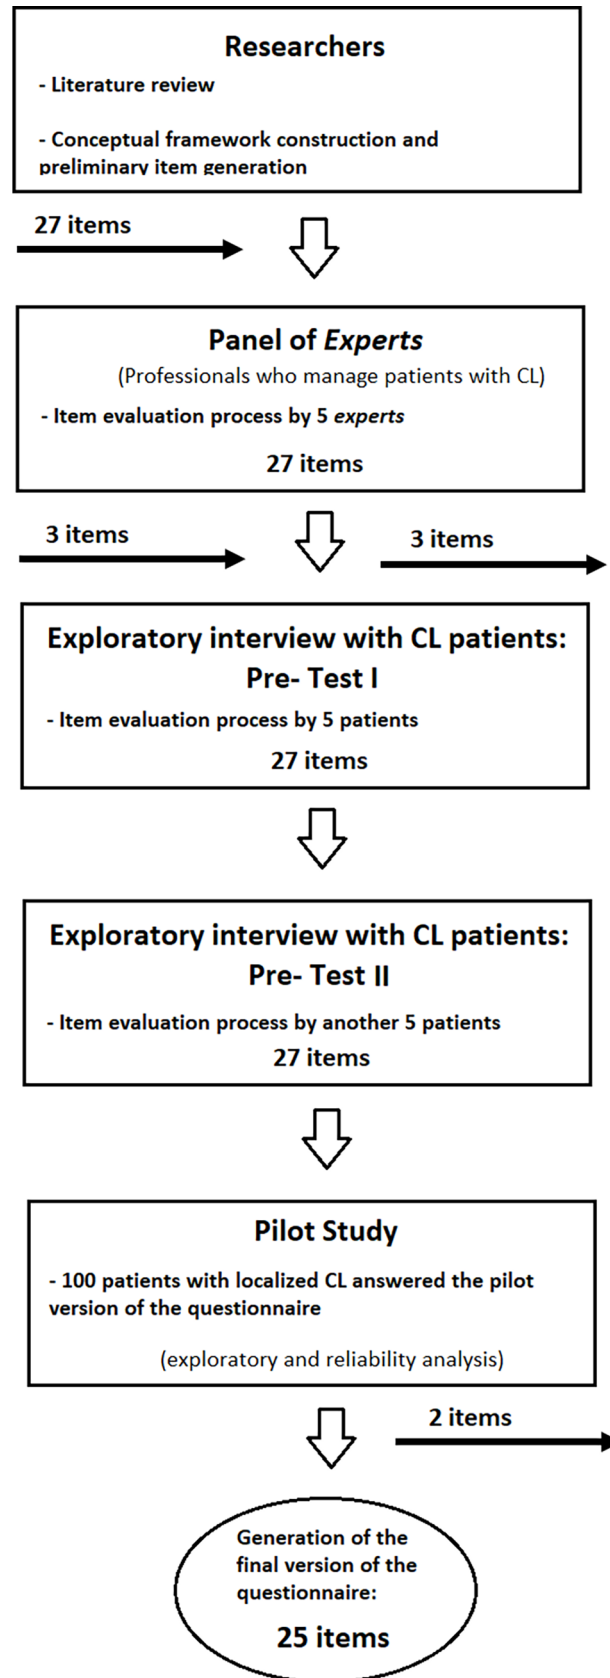 Researchers
- Literature review
- Conceptual framework construction and
preliminary item generation
27 items
Panel of Experts
(Professionals who manage patients with CL)
- Item evaluation process by 5 experts
27 items
3 items
3 items
Exploratory interview with CL patients:
Pre- Test I
- Item evaluation process by 5 patients
27 items
Exploratory interview with CL patients:
Pre- Test II
- Item evaluation process by another 5 patients
27 items
Pilot Study
- 100 patients with localized CL answered the pilot
version of the questionnaire
(exploratory and reliability analysis)
2 items
Generation of the
final version of the
questionnaire:
25 items